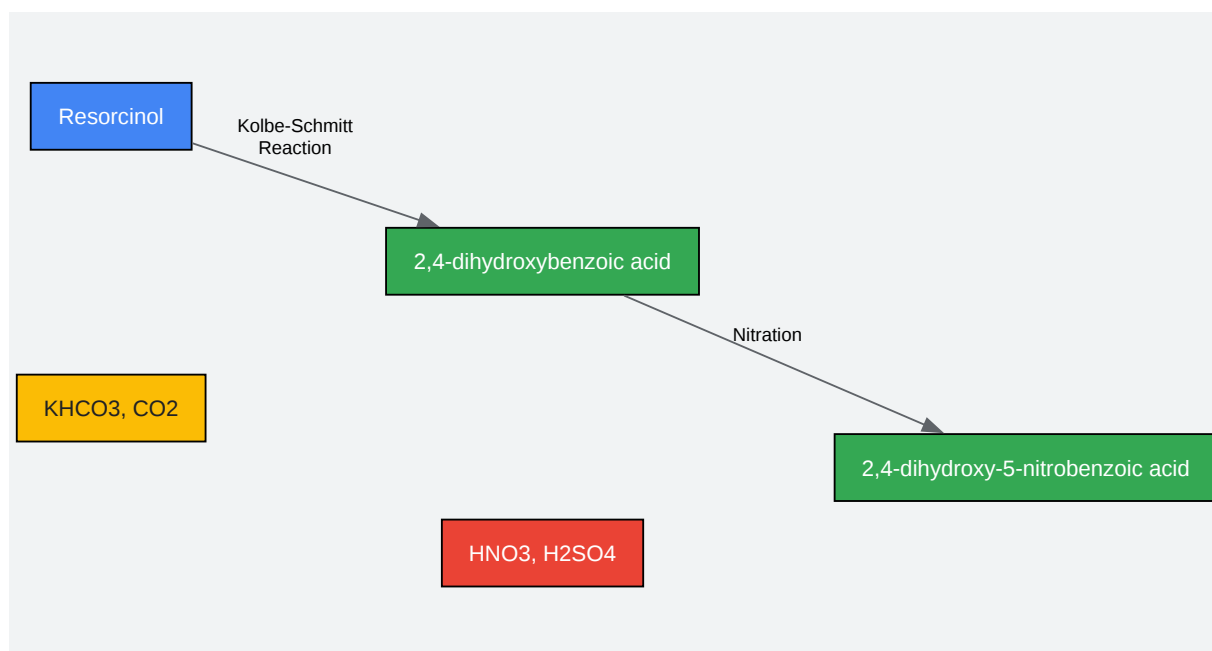 Resorcinol
Kolbe-Schmitt
Reaction
2,4-dihydroxybenzoic acid
Nitration
KHCO3, CO2
2,4-dihydroxy-5-nitrobenzoic acid
HNO3, H2SO4